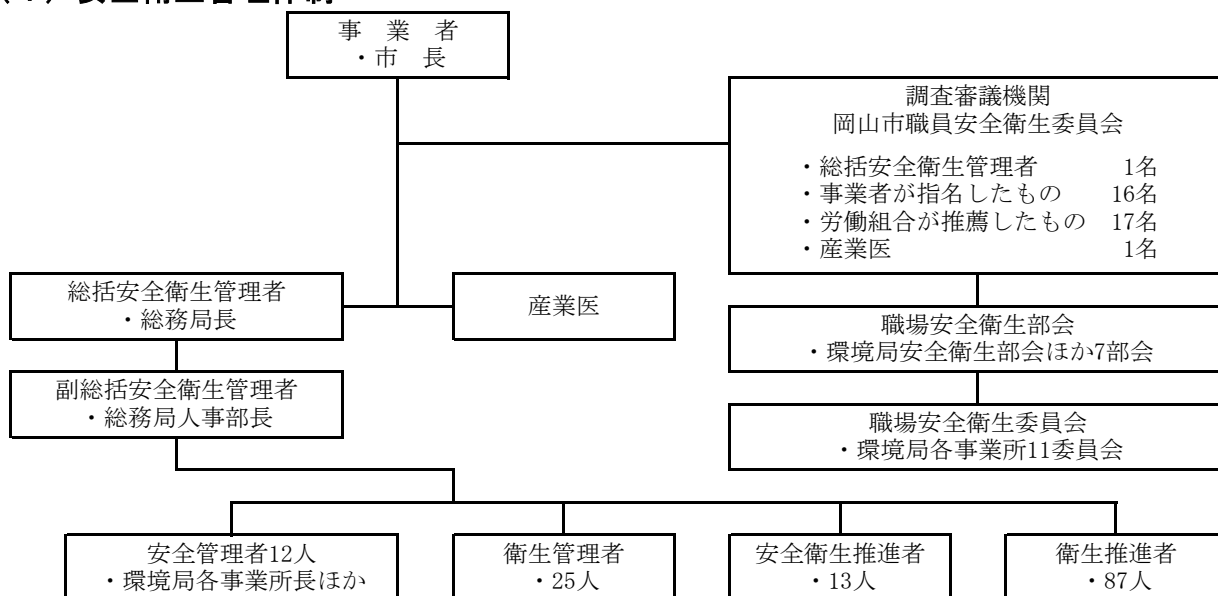 事　業　者
・市　長
調査審議機関
岡山市職員安全衛生委員会
・総括安全衛生管理者　1名
・事業者が指名したもの　16名
・労働組合が推薦したもの　17名
・産業医　1名
総括安全衛生管理者
・総務局長
産業医
職場安全衛生部会
・環境局安全衛生部会ほか7部会
副総括安全衛生管理者
・総務局人事部長
職場安全衛生委員会
・環境局各事業所11委員会
安全管理者12人
・環境局各事業所長ほか
衛生管理者
・25人
安全衛生推進者
・13人
衛生推進者
・87人